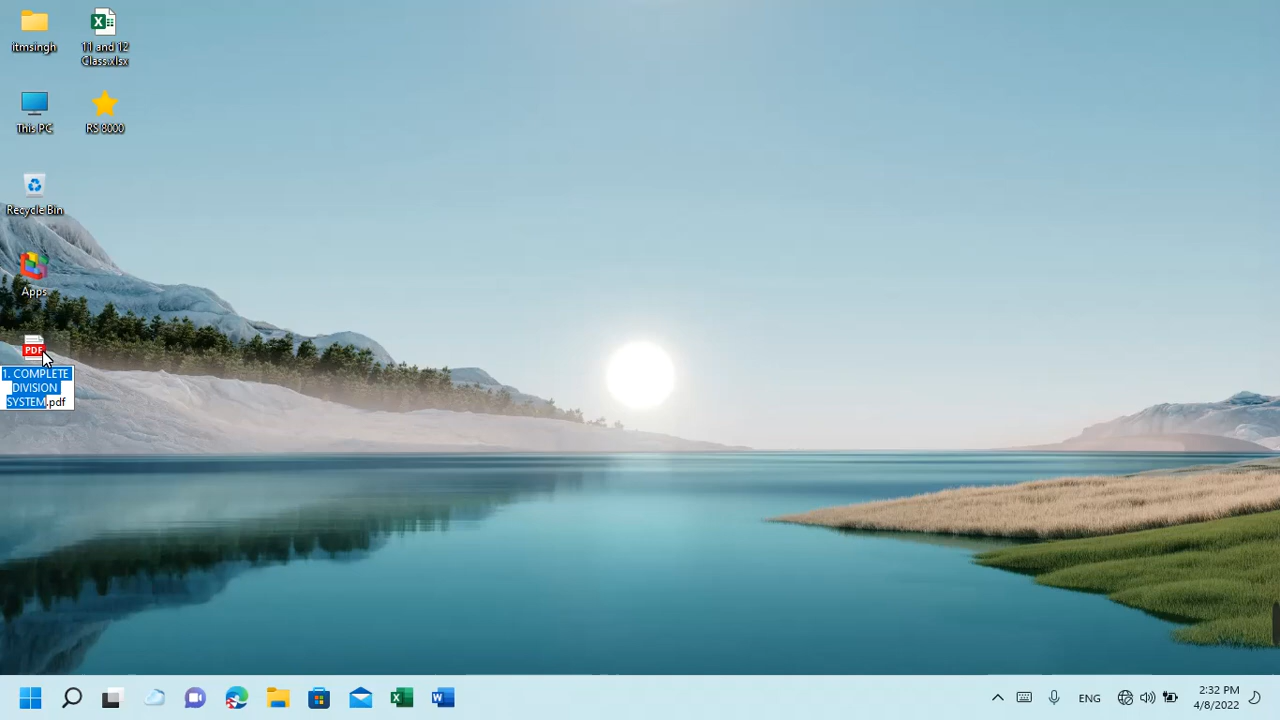 itmsingh
11 and 12
Class.xlsx
This PC
RS 8000
Recycle Bin
Apps
PDF
1. COMPLETE
DIVISION
SYSTEM.pdf
ENG
2:32 PM
4/8/2022